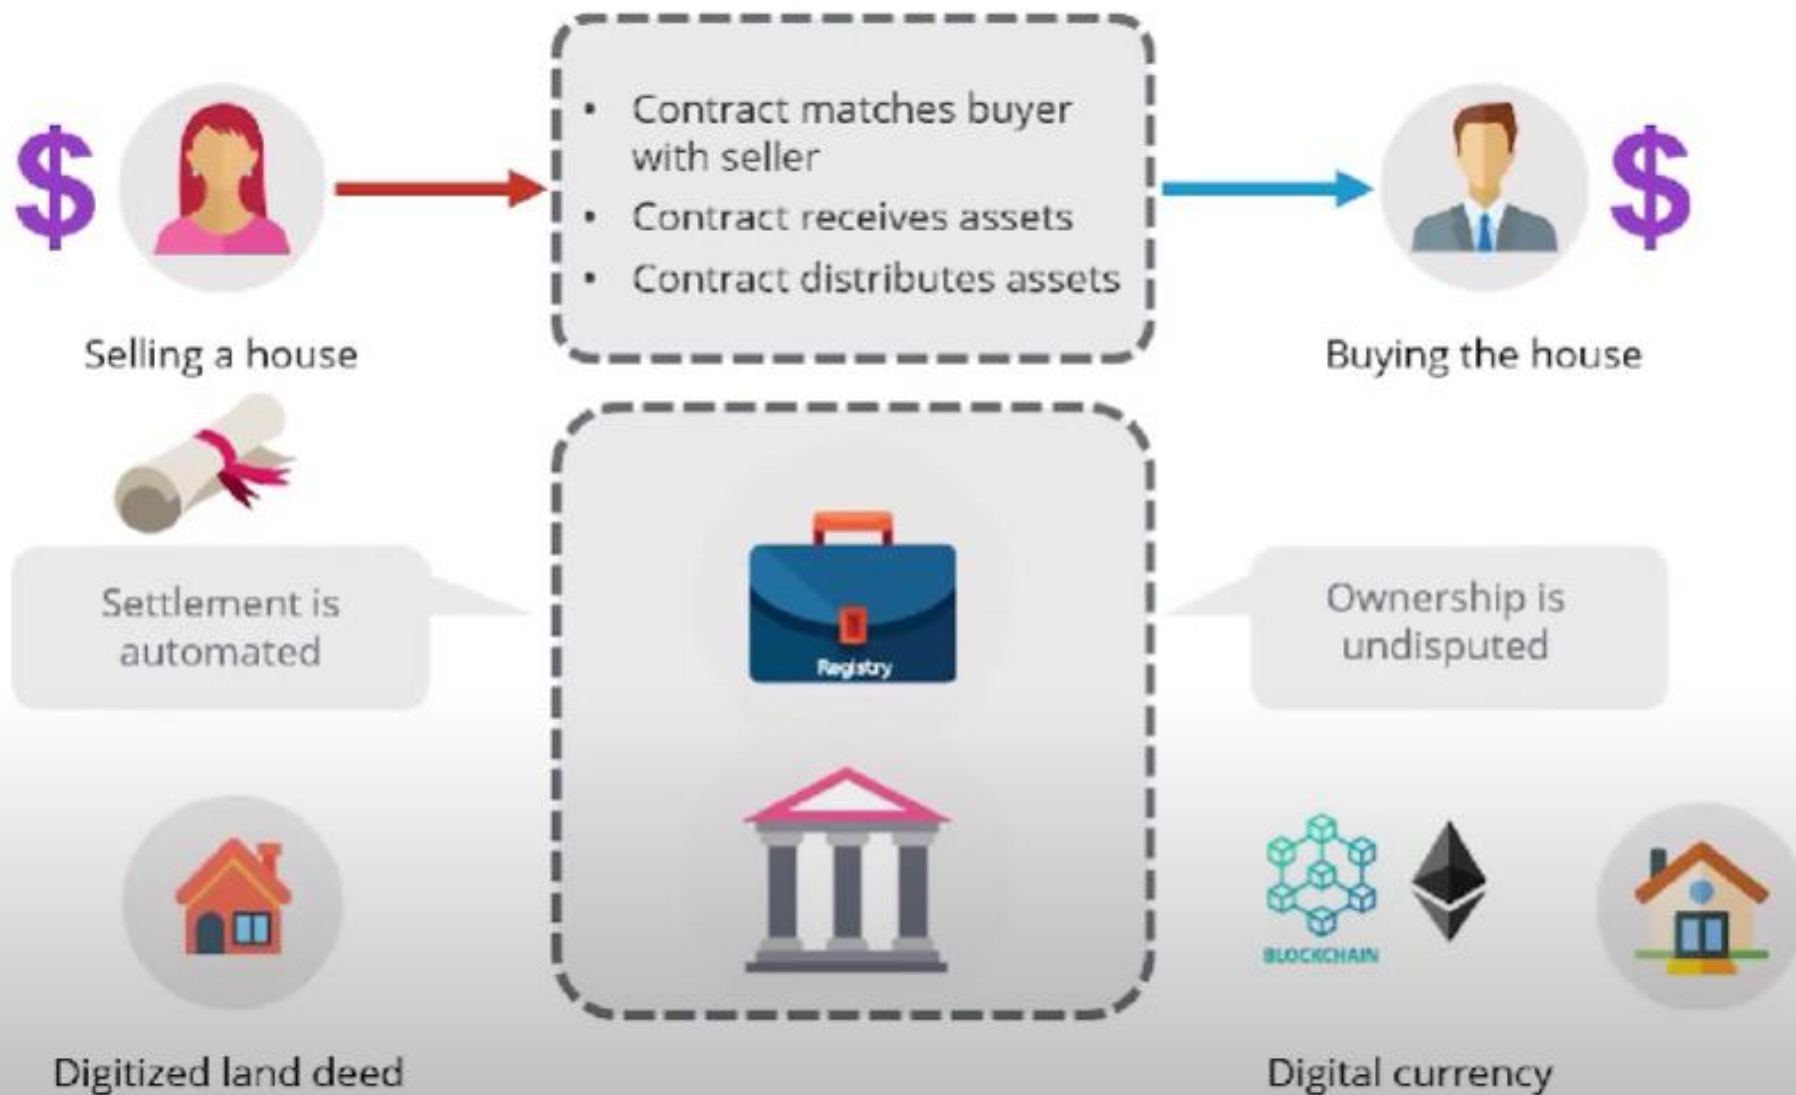 • Contract matches buyer
with seller
• Contract receives assets
• Contract distributes assets
Selling a house
Buying the house
Settlement is
automated
Registry
Ownership is
undisputed
BLOCKCHAIN
Digitized land deed
Digital currency
$
$